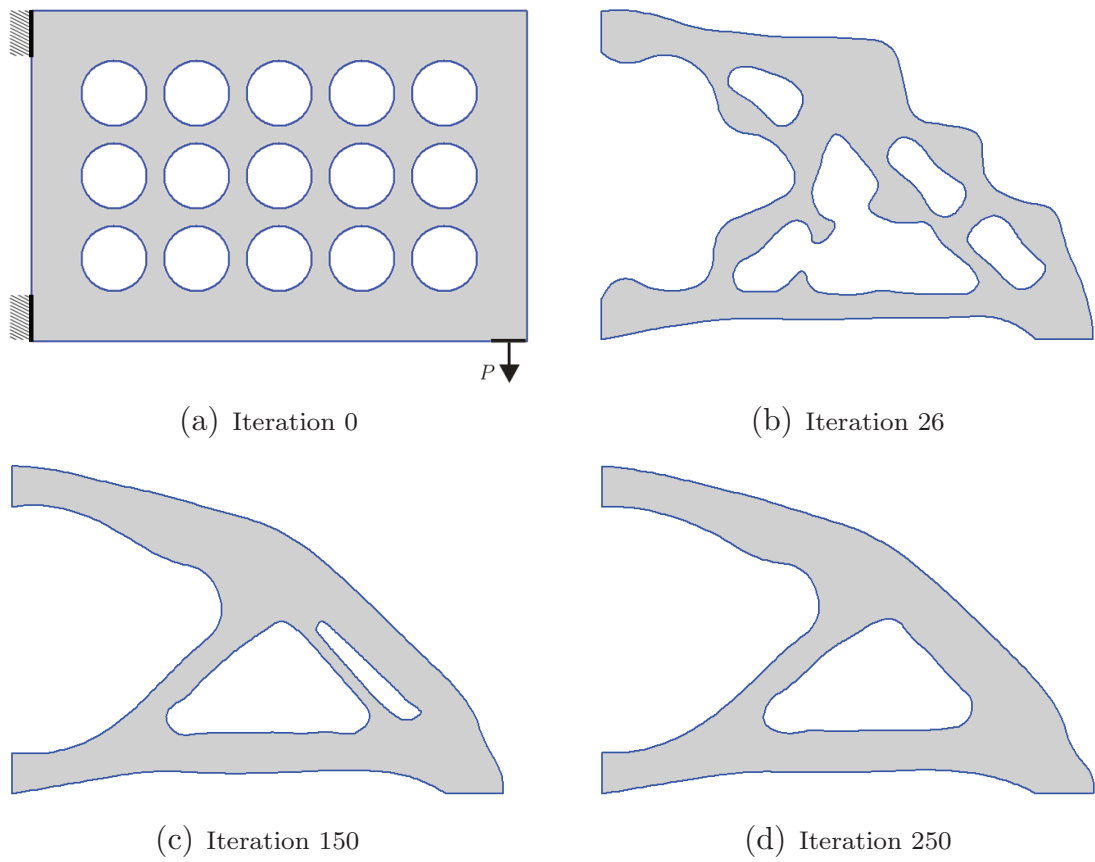 P
(a) Iteration 0
(b) Iteration 26
(c) Iteration 150
(d) Iteration 250